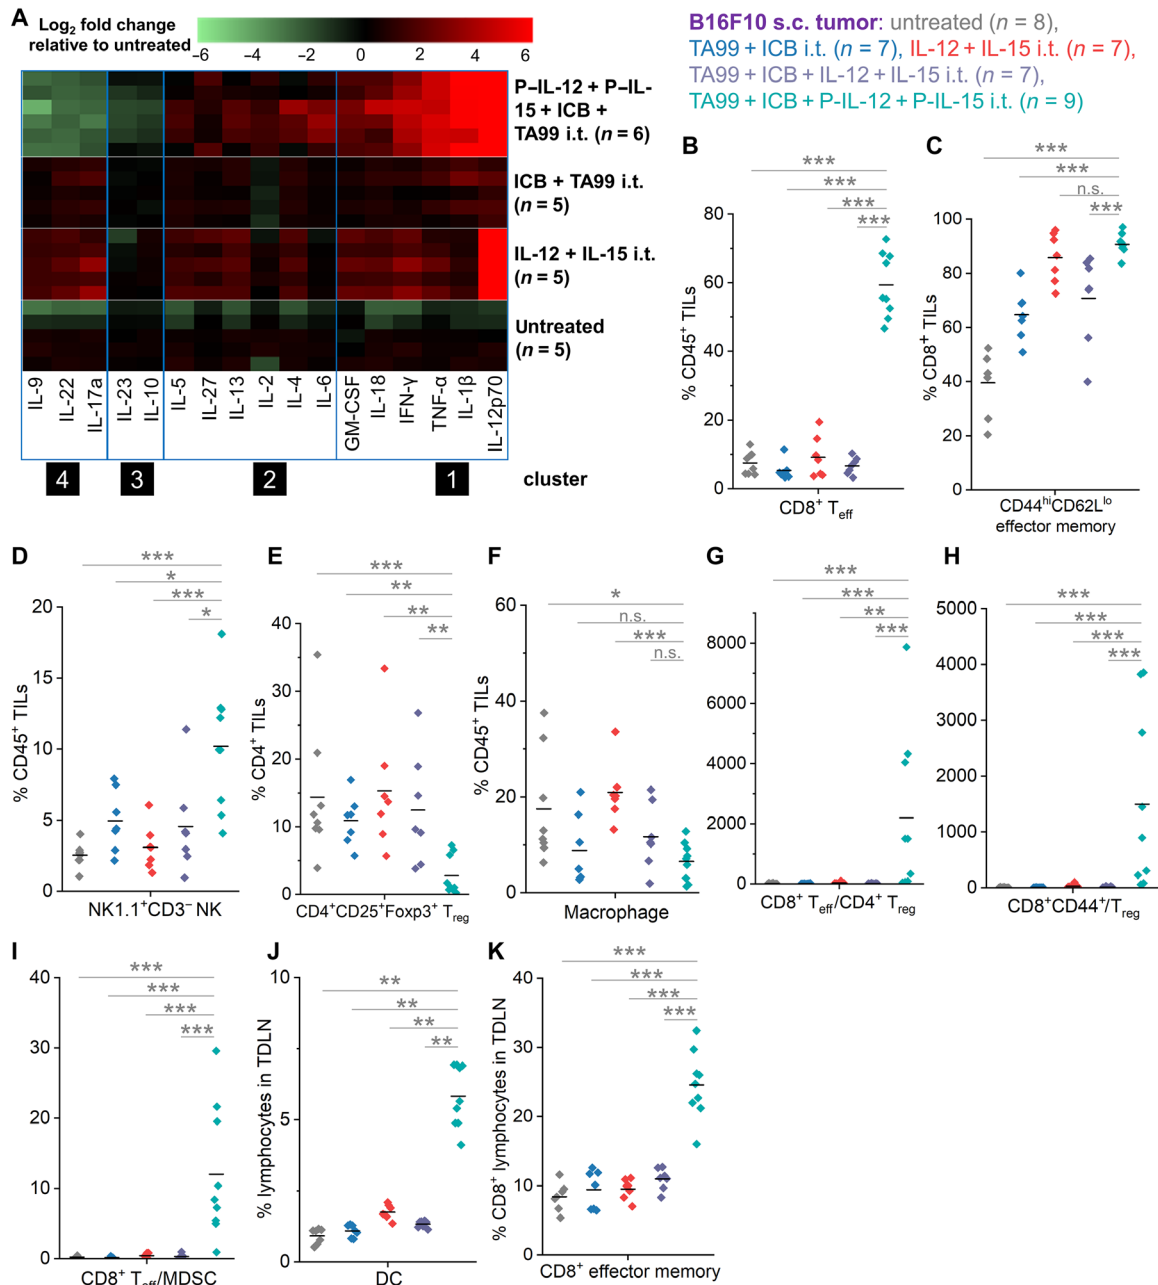 A
Log2 fold change
relative to untreated
−6 −4 −2 0 2 4 6
B16F10 s.c. tumor: untreated (n = 8),
TA99 + ICB i.t. (n = 7), IL-12 + IL-15 i.t. (n = 7),
TA99 + ICB + IL-12 + IL-15 i.t. (n = 7),
TA99 + ICB + P-IL-12 + P-IL-15 i.t. (n = 9)
P–IL-12 + P–IL-
15 + ICB +
TA99 i.t. (n = 6)
ICB + TA99 i.t.
(n = 5)
IL-12 + IL-15 i.t.
(n = 5)
Untreated
(n = 5)
IL-9
IL-22
IL-17a
IL-23
IL-10
IL-5
IL-27
IL-13
IL-2
IL-4
IL-6
GM-CSF
IL-18
IFN-γ
TNF-α
IL-1β
IL-12p70
4 3 2 1 cluster
B
***
***
***
***
% CD45+ TILs
80
60
40
20
0
CD8+ Teff
C
***
***
n.s.
***
% CD8+ TILs
100
80
60
40
20
0
CD44hiCD62Llo
effector memory
D
***
*
***
*
% CD45+ TILs
20
15
10
5
0
NK1.1+CD3− NK
E
***
**
**
**
% CD4+ TILs
40
30
20
10
0
CD4+CD25+Foxp3+ Treg
F
*
n.s.
***
n.s.
% CD45+ TILs
60
40
20
0
Macrophage
G
***
***
**
***
8000
6000
4000
2000
0
CD8+ Teff/CD4+ Treg
H
***
***
***
***
5000
4000
3000
2000
1000
0
CD8+CD44+/Treg
I
***
***
***
***
40
30
20
10
0
CD8+ Teff/MDSC
J
**
**
**
**
% lymphocytes in TDLN
10
5
0
DC
K
***
***
***
***
% CD8+ lymphocytes in TDLN
40
30
20
10
0
CD8+ effector memory